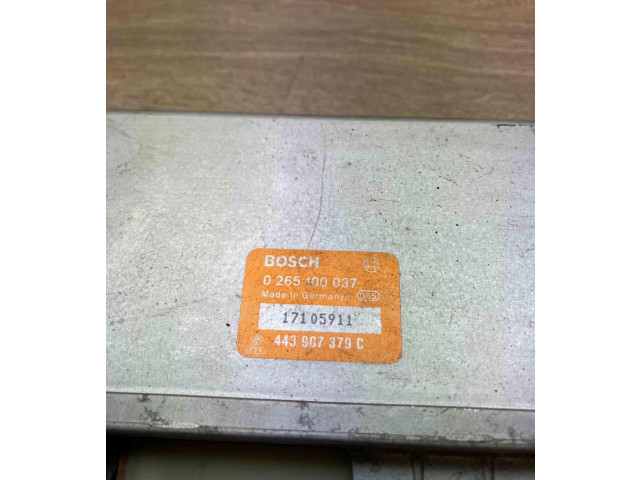 BOSCH
0 265 100 037
Made in Germany
17105911
443 907 379 C